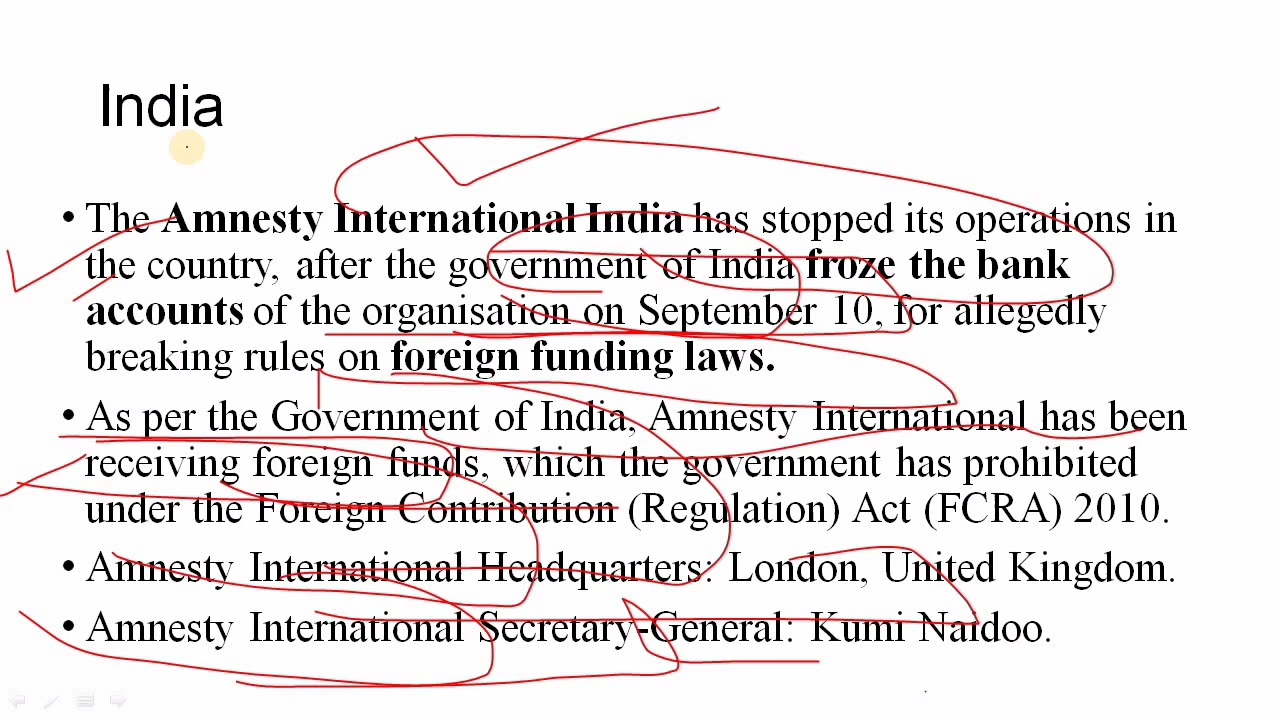 India
• The Amnesty International India has stopped its operations in
the country, after the government of India froze the bank
accounts of the organisation on September 10, for allegedly
breaking rules on foreign funding laws.
• As per the Government of India, Amnesty International has been
receiving foreign funds, which the government has prohibited
under the Foreign Contribution (Regulation) Act (FCRA) 2010.
• Amnesty International Headquarters: London, United Kingdom.
• Amnesty International Secretary-General: Kumi Naidoo.